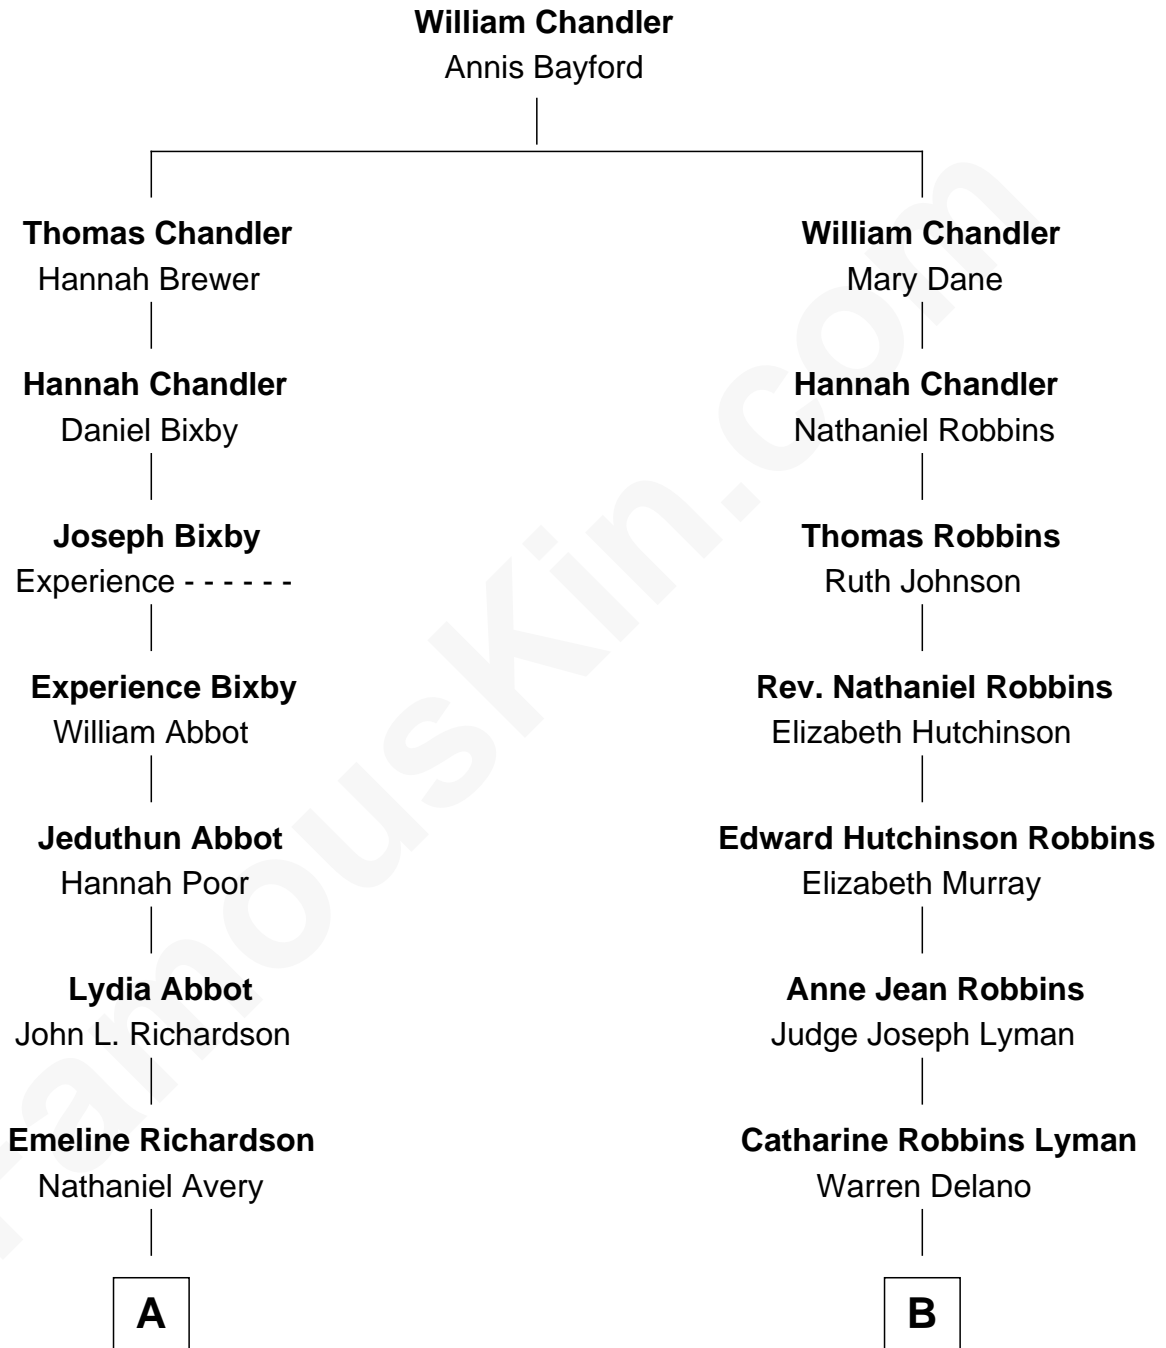 William Chandler
Annis Bayford
Thomas Chandler
Hannah Brewer
William Chandler
Mary Dane
Hannah Chandler
Daniel Bixby
Hannah Chandler
Nathaniel Robbins
Joseph Bixby
Experience - - - - - -
Thomas Robbins
Ruth Johnson
Experience Bixby
William Abbot
Rev. Nathaniel Robbins
Elizabeth Hutchinson
Jeduthun Abbot
Hannah Poor
Edward Hutchinson Robbins
Elizabeth Murray
Lydia Abbot
John L. Richardson
Anne Jean Robbins
Judge Joseph Lyman
Emeline Richardson
Nathaniel Avery
Catharine Robbins Lyman
Warren Delano
A
B
FamousKin.com